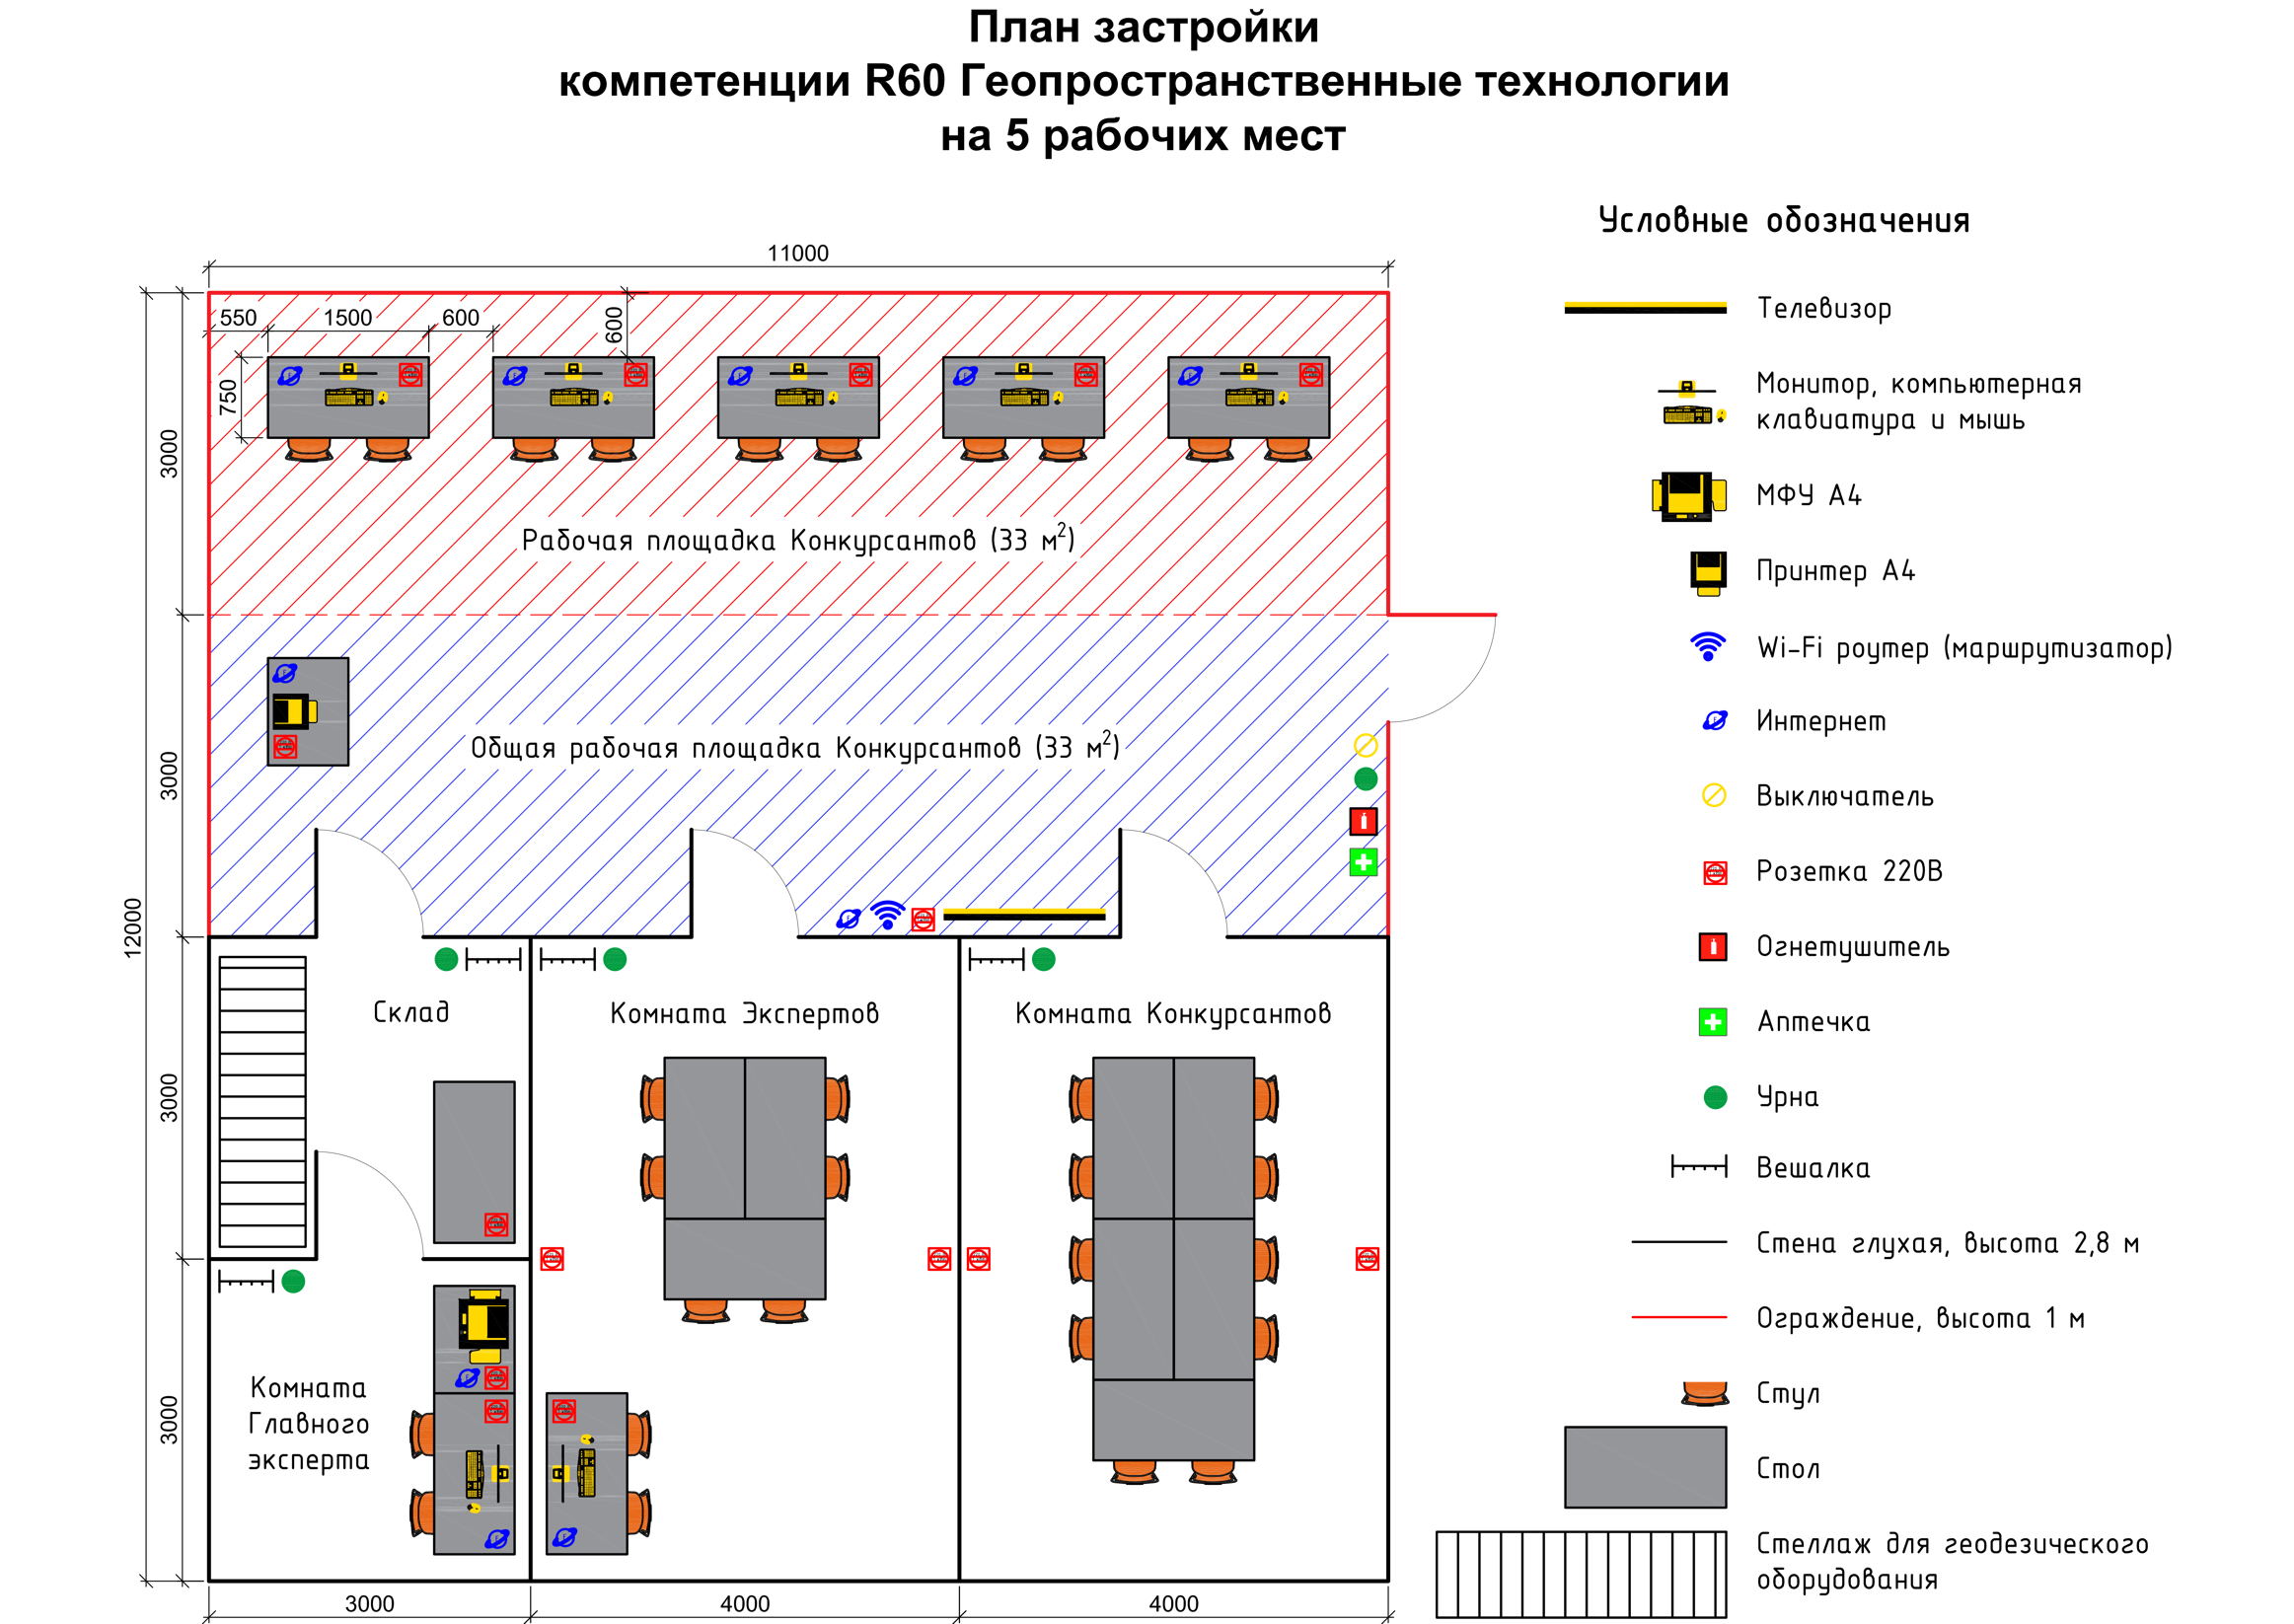 План застройки
компетенции R60 Геопространственные технологии
на 5 рабочих мест
Условные обозначения
11000
550
1500
600
600
750
3000
3000
3000
3000
12000
Рабочая площадка Конкурсантов (33 м²)
Общая рабочая площадка Конкурсантов (33 м²)
Склад
Комната Экспертов
Комната Конкурсантов
Комната
Главного
эксперта
3000
4000
4000
Телевизор
Монитор, компьютерная
клавиатура и мышь
МФУ А4
Принтер А4
Wi-Fi роутер (маршрутизатор)
Интернет
Выключатель
Розетка 220В
Огнетушитель
Аптечка
Урна
Вешалка
Стена глухая, высота 2,8 м
Ограждение, высота 1 м
Стул
Стол
Стеллаж для геодезического
оборудования